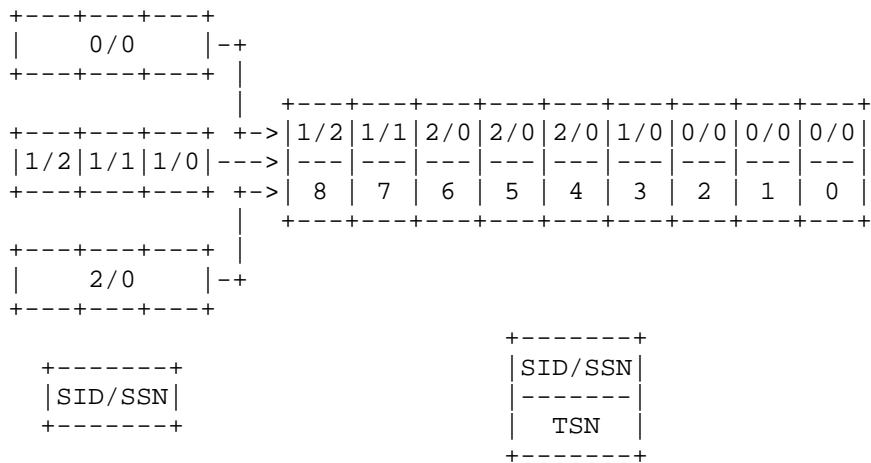 +---+---+---+
|    0/0    |-+
+---+---+---+ |
              |  +---+---+---+---+---+---+---+---+---+
+---+---+---+ +->|1/2|1/1|2/0|2/0|2/0|1/0|0/0|0/0|0/0|
|1/2|1/1|1/0|--->|---|---|---|---|---|---|---|---|---|
+---+---+---+ +->| 8 | 7 | 6 | 5 | 4 | 3 | 2 | 1 | 0 |
              |  +---+---+---+---+---+---+---+---+---+
+---+---+---+ |
|    2/0    |-+
+---+---+---+
                               +-------+
  +-------+                    |SID/SSN|
  |SID/SSN|                    |-------|
  +-------+                    |  TSN  |
                               +-------+